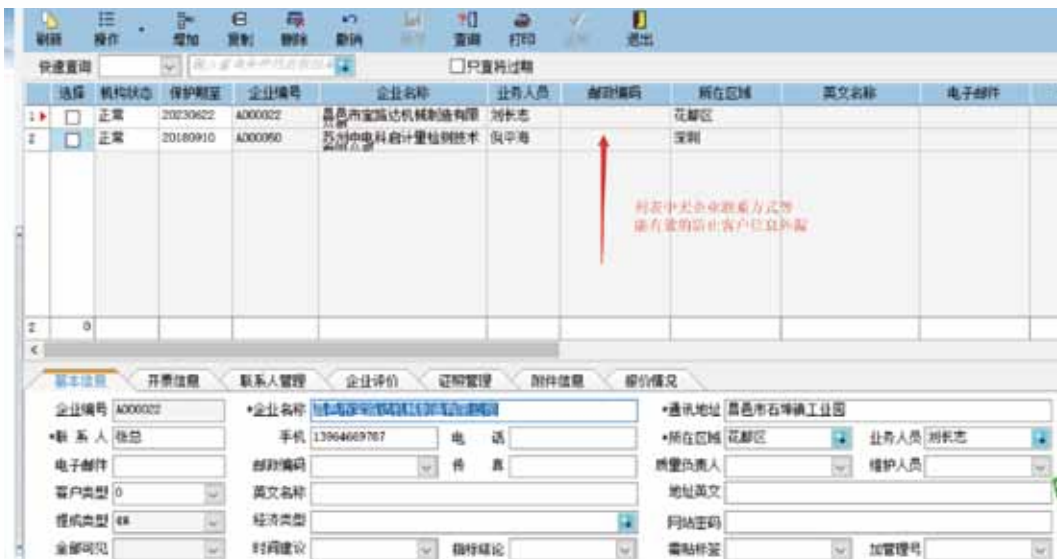 刷新 操作 增加 复制 删除 撤消 查询 打印 退出
快速查询 只查将过期
选择 机构状态 保护期至 企业编号 企业名称 业务人员 邮政编码 所在区域 英文名称 电子邮件
1 正常 20230622 A000022 昌邑市宝 达机械制造有限 刘长志 花都区
2 正常 20180910 A000050 苏州中电科启计量检测技术 倪平海 深圳
列表中无企业联系方式等
能有效的防止客户信息外漏
2 0
基本信息 开票信息 联系人管理 企业评价 证照管理 附件信息 报价情况
企业编号 A000022 *企业名称 *通讯地址 昌邑市石埠镇工业园
*联系人 张总 手机 13964669767 电话 *所在区域 花都区 业务人员 刘长志
电子邮件 邮政编码 传真 质量负责人 维护人员
客户类型 0 英文名称 地址英文
提成类型 经济类型 网站密码
全部可见 时间建议 指标结论 需贴标签 加管理号